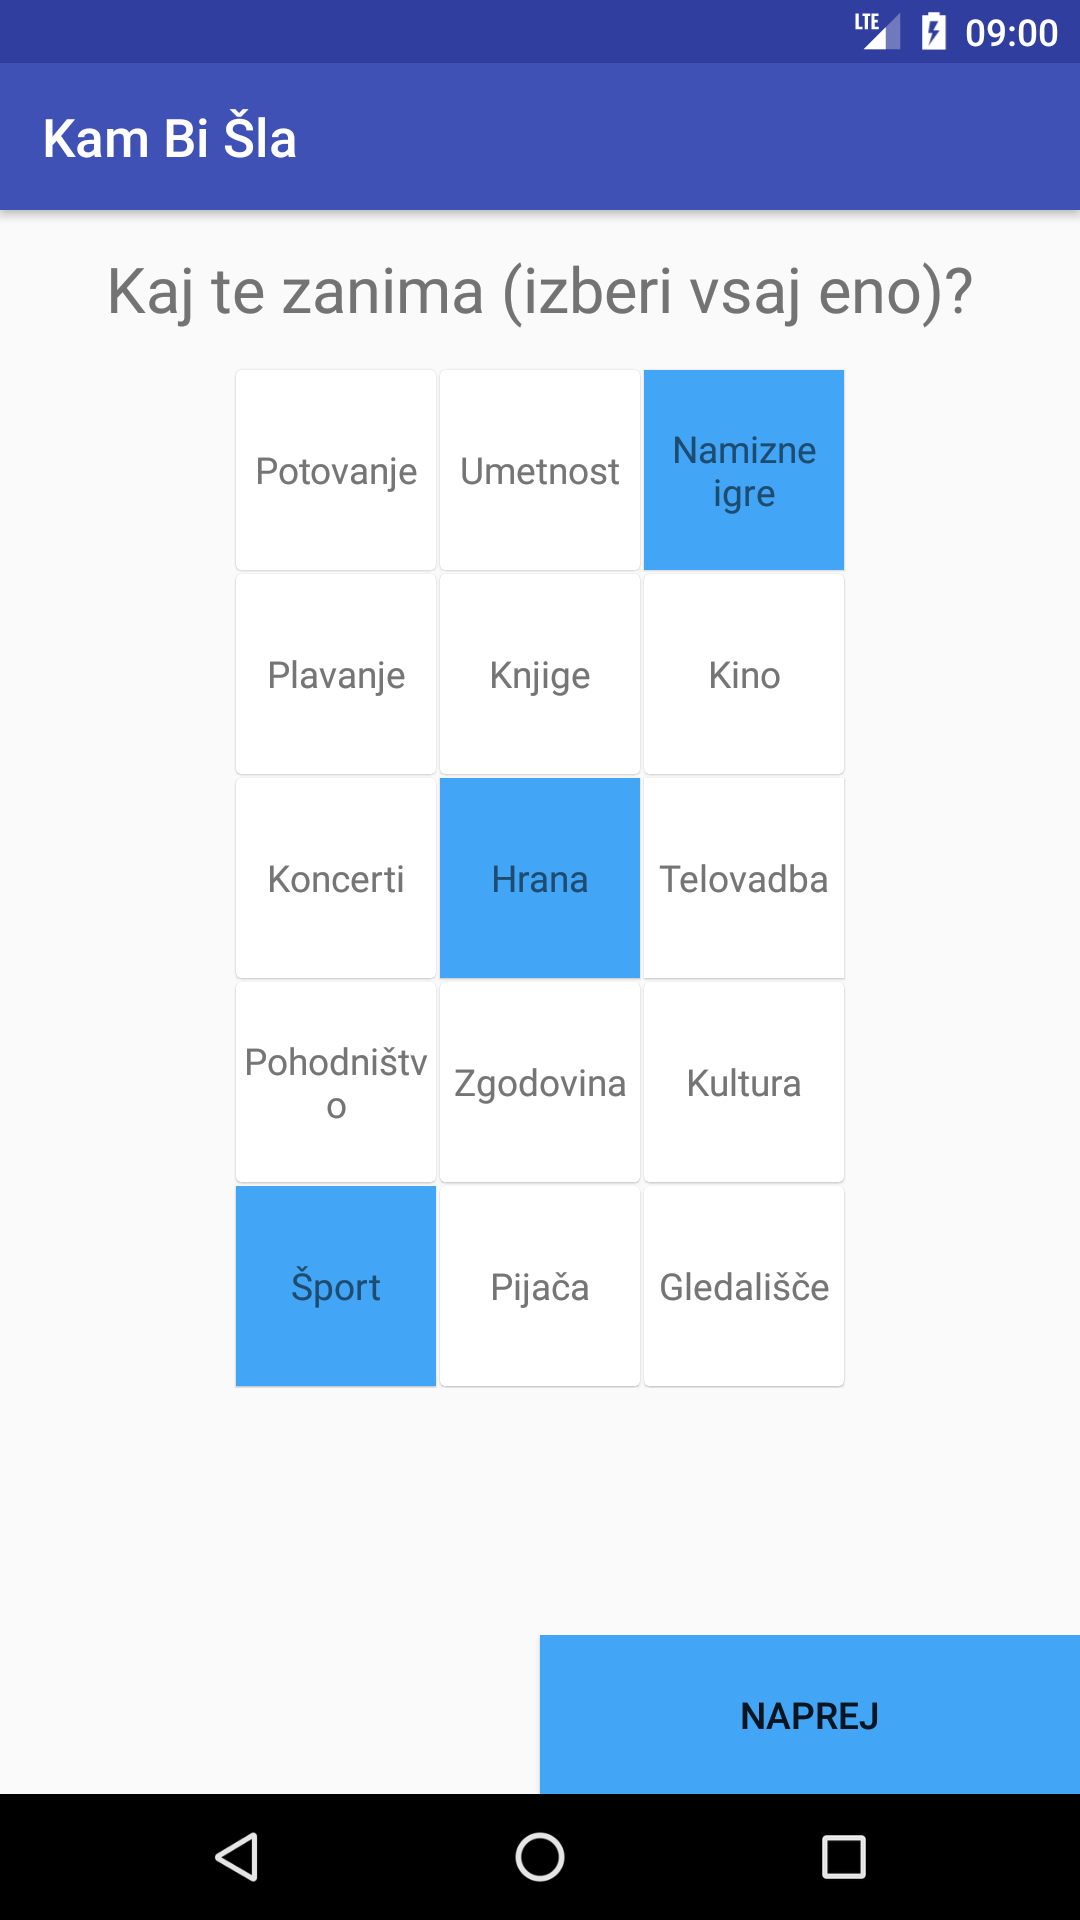 LTE 09:00
Kam Bi Šla
Kaj te zanima (izberi vsaj eno)?
Potovanje
Umetnost
Namizne
igre
Plavanje
Knjige
Kino
Koncerti
Hrana
Telovadba
Pohodništv
o
Zgodovina
Kultura
Šport
Pijača
Gledališče
NAPREJ